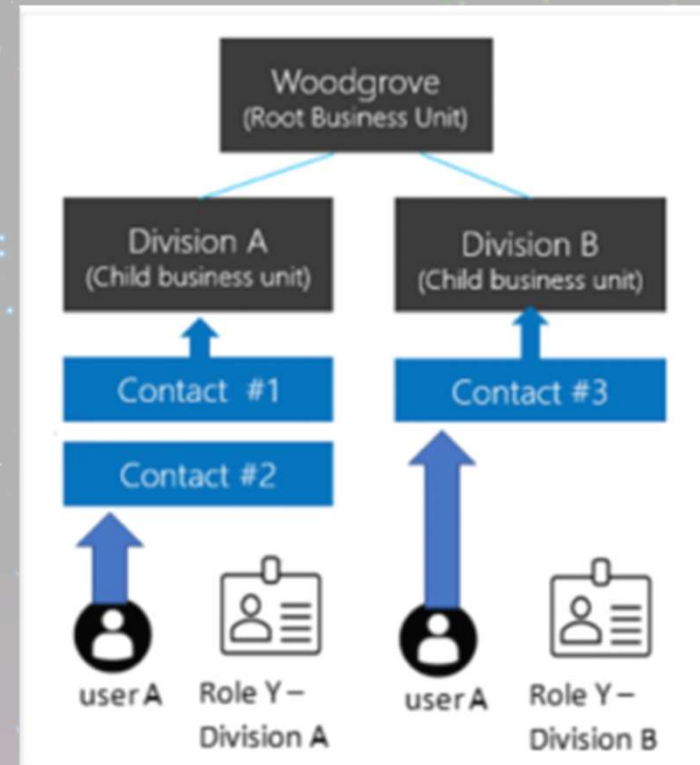 Woodgrove
(Root Business Unit)
Division A
(Child business unit)
Division B
(Child business unit)
Contact #1
Contact #3
Contact #2
user A
Role Y –
Division A
user A
Role Y –
Division B